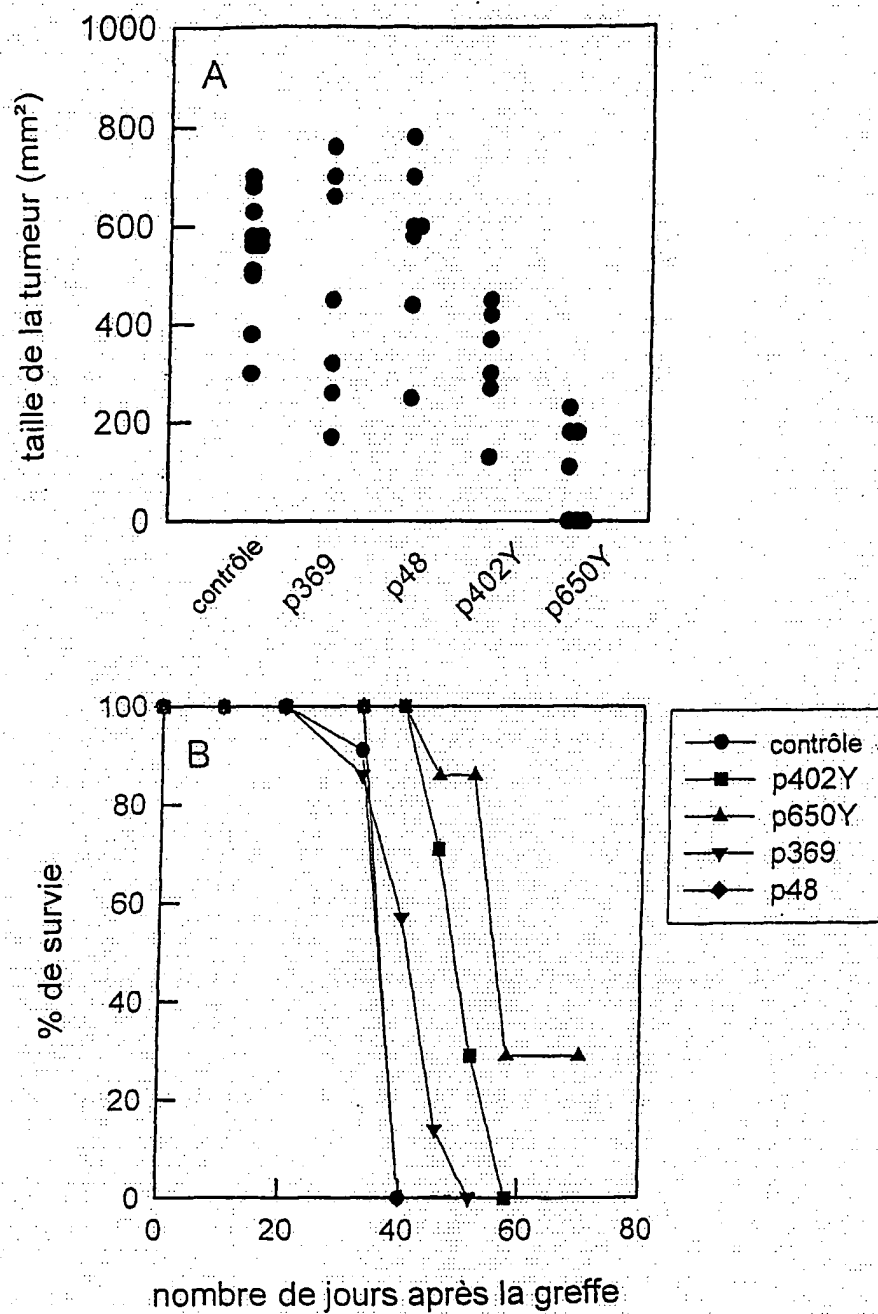 A
taille de la tumeur (mm²)
1000
800
600
400
200
0
contrôle
p369
p48
p402Y
p650Y
B
% de survie
100
80
60
40
20
0
0
20
40
60
80
nombre de jours après la greffe
contrôle
p402Y
p650Y
p369
p48